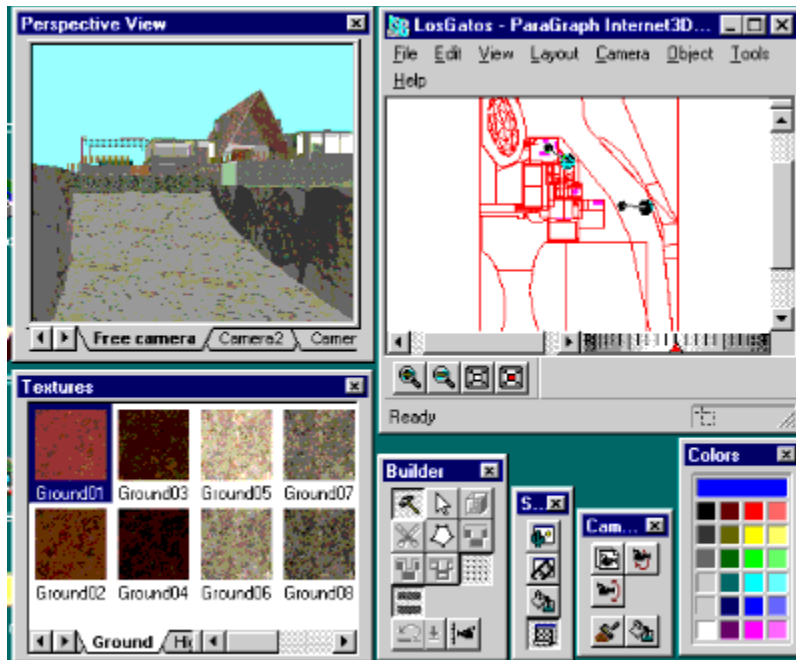 Perspective View
Free camera
Camera2
Camer
LosGatos - ParaGraph Internet3D...
File Edit View Layout Camera Object Tools
Help
Ready
Textures
Ground01 Ground03 Ground05 Ground07
Ground02 Ground04 Ground06 Ground08
Ground
Hi
Builder
S...
Cam...
Colors